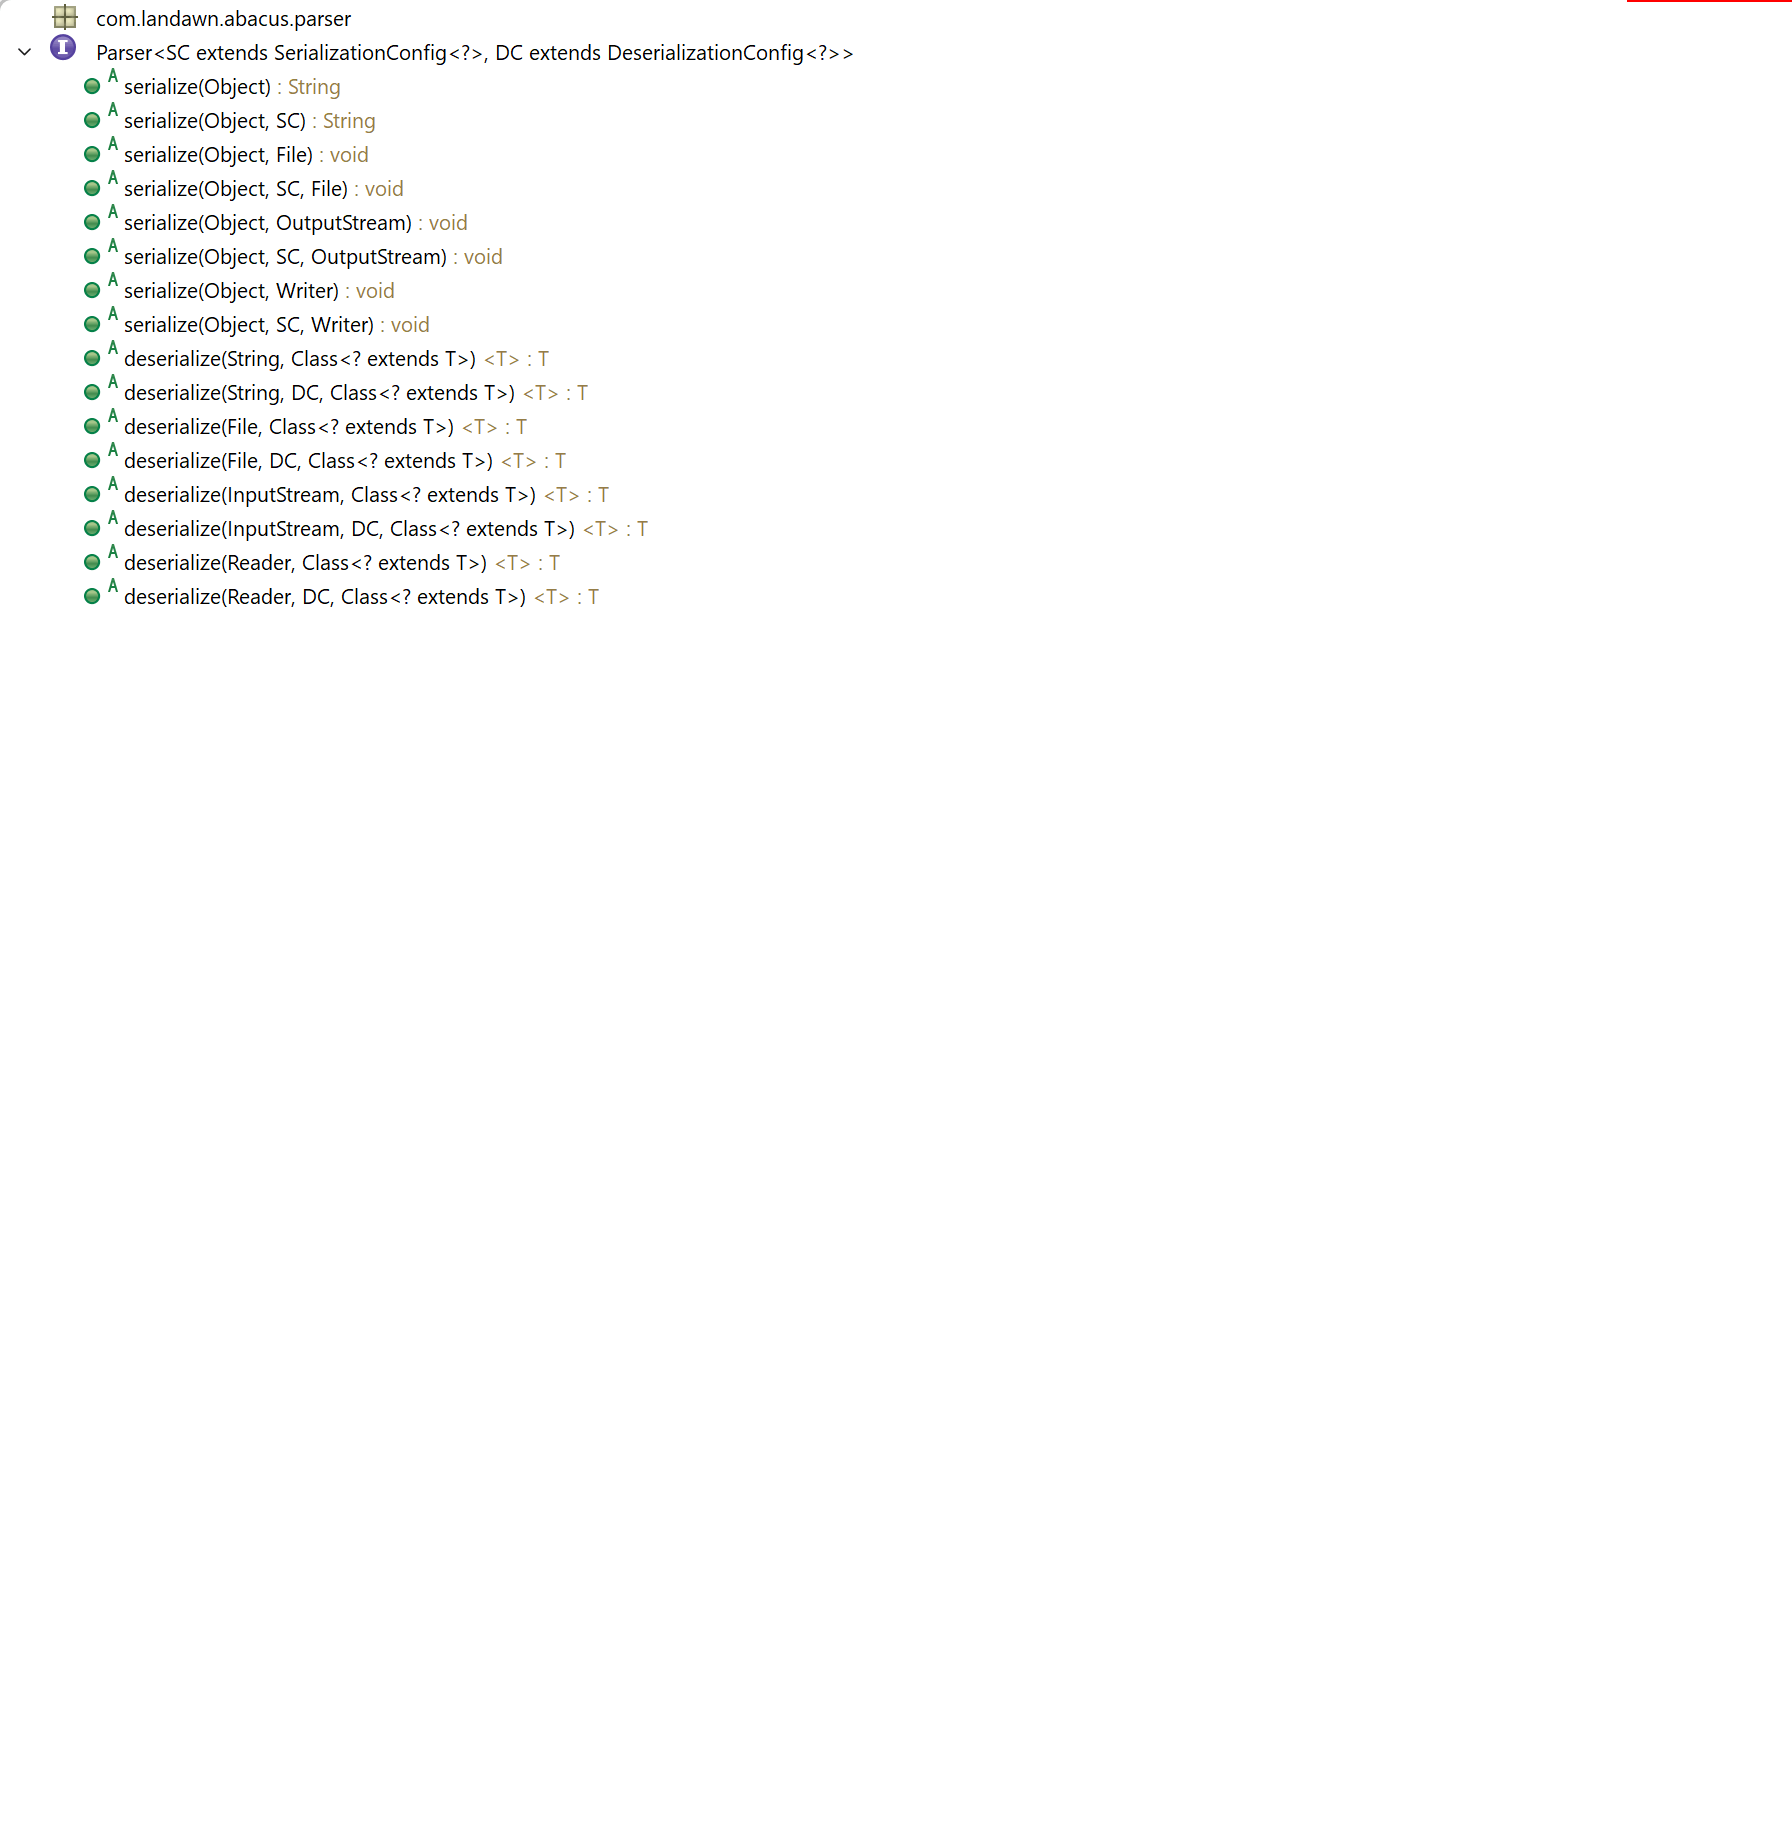 com.landawn.abacus.parser
Parser<SC extends SerializationConfig<?>, DC extends DeserializationConfig<?>>
A serialize(Object) : String
A serialize(Object, SC) : String
A serialize(Object, File) : void
A serialize(Object, SC, File) : void
A serialize(Object, OutputStream) : void
A serialize(Object, SC, OutputStream) : void
A serialize(Object, Writer) : void
A serialize(Object, SC, Writer) : void
A deserialize(String, Class<? extends T>) <T> : T
A deserialize(String, DC, Class<? extends T>) <T> : T
A deserialize(File, Class<? extends T>) <T> : T
A deserialize(File, DC, Class<? extends T>) <T> : T
A deserialize(InputStream, Class<? extends T>) <T> : T
A deserialize(InputStream, DC, Class<? extends T>) <T> : T
A deserialize(Reader, Class<? extends T>) <T> : T
A deserialize(Reader, DC, Class<? extends T>) <T> : T